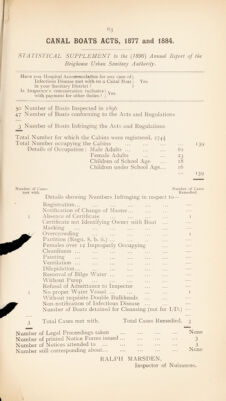 63
CANAL BOATS ACTS, 1877 and 1884.
STATISTICAL SUPPLEMENT to the (1896) Annual Report of the
Brighouse Urban Sanitary Authority.
Have you Hospital Accommodation for any case of
Infectious Disease met with on a Canal Boat
in your Sanitary District? Yes
Is Inspector's remuneration inclusive
with payment for other duties? Yes
50 Number of Boats Inspected in 1896
47 Number of Boats conforming to the Acts and Regulations
3 Number of Boats Infringing the Acts and Regulations
Total Number for which the Cabins were registered, 1743
Total Number occupying the Cabins 139
Details of Occupation: Male Adults
Female Adults 23
Children of School Age 18
Children under School Age
139
Number of Cases met with. Number of Cases Remedied.
Details showing Numbers Infringing in respect to—
Registration
Notification of Change of Master
1 Absence of Certificate 1
Certificate not Identifying Owner with Boat
Marking
1 Overcrowding 1
Partition (Regs. 8, b, ii.)
Females over 12 Improperly Occupying
Cleanliness
Painting
Ventilation
Dilapidation
Removal of Bilge Water
Without Pump
Refusal of Admittance to Inspector
1 No proper Water Vessel 1
Without requisite Double Bulkheads
Non-notification of Infectious Disease
Number of Boats detained for Cleansing (not for I/D.)
3 Total Cases met with. Total Cases Remedied, 3
Number of Legal Proceedings taken None
Number of printed Notice Forms issued 3
Number of Notices attended to 3
Number still corresponding about None
RALPH MARSDEN,
Inspector of Nuisances.